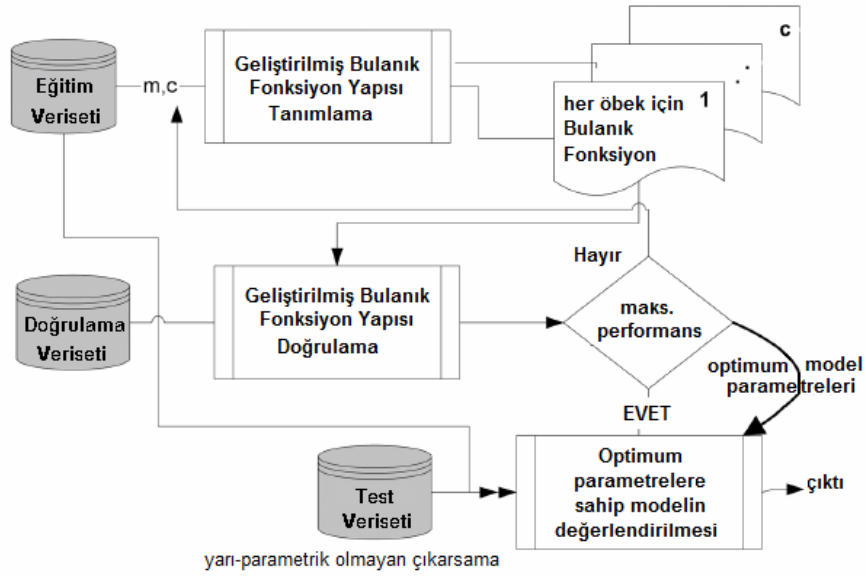 c
. .
Geliştirilmiş Bulanık
Fonksiyon Yapısı
Tanımlama
Eğitim
Veriseti
m,c
her öbek için 1
Bulanık
Fonksiyon
Hayır
Geliştirilmiş Bulanık
Fonksiyon Yapısı
Doğrulama
Doğrulama
Veriseti
maks.
performans
optimum model
parametreleri
EVET
Optimum
parametrelere
sahip modelin
değerlendirilmesi
çıktı
Test
Veriseti
yarı-parametrik olmayan çıkarsama